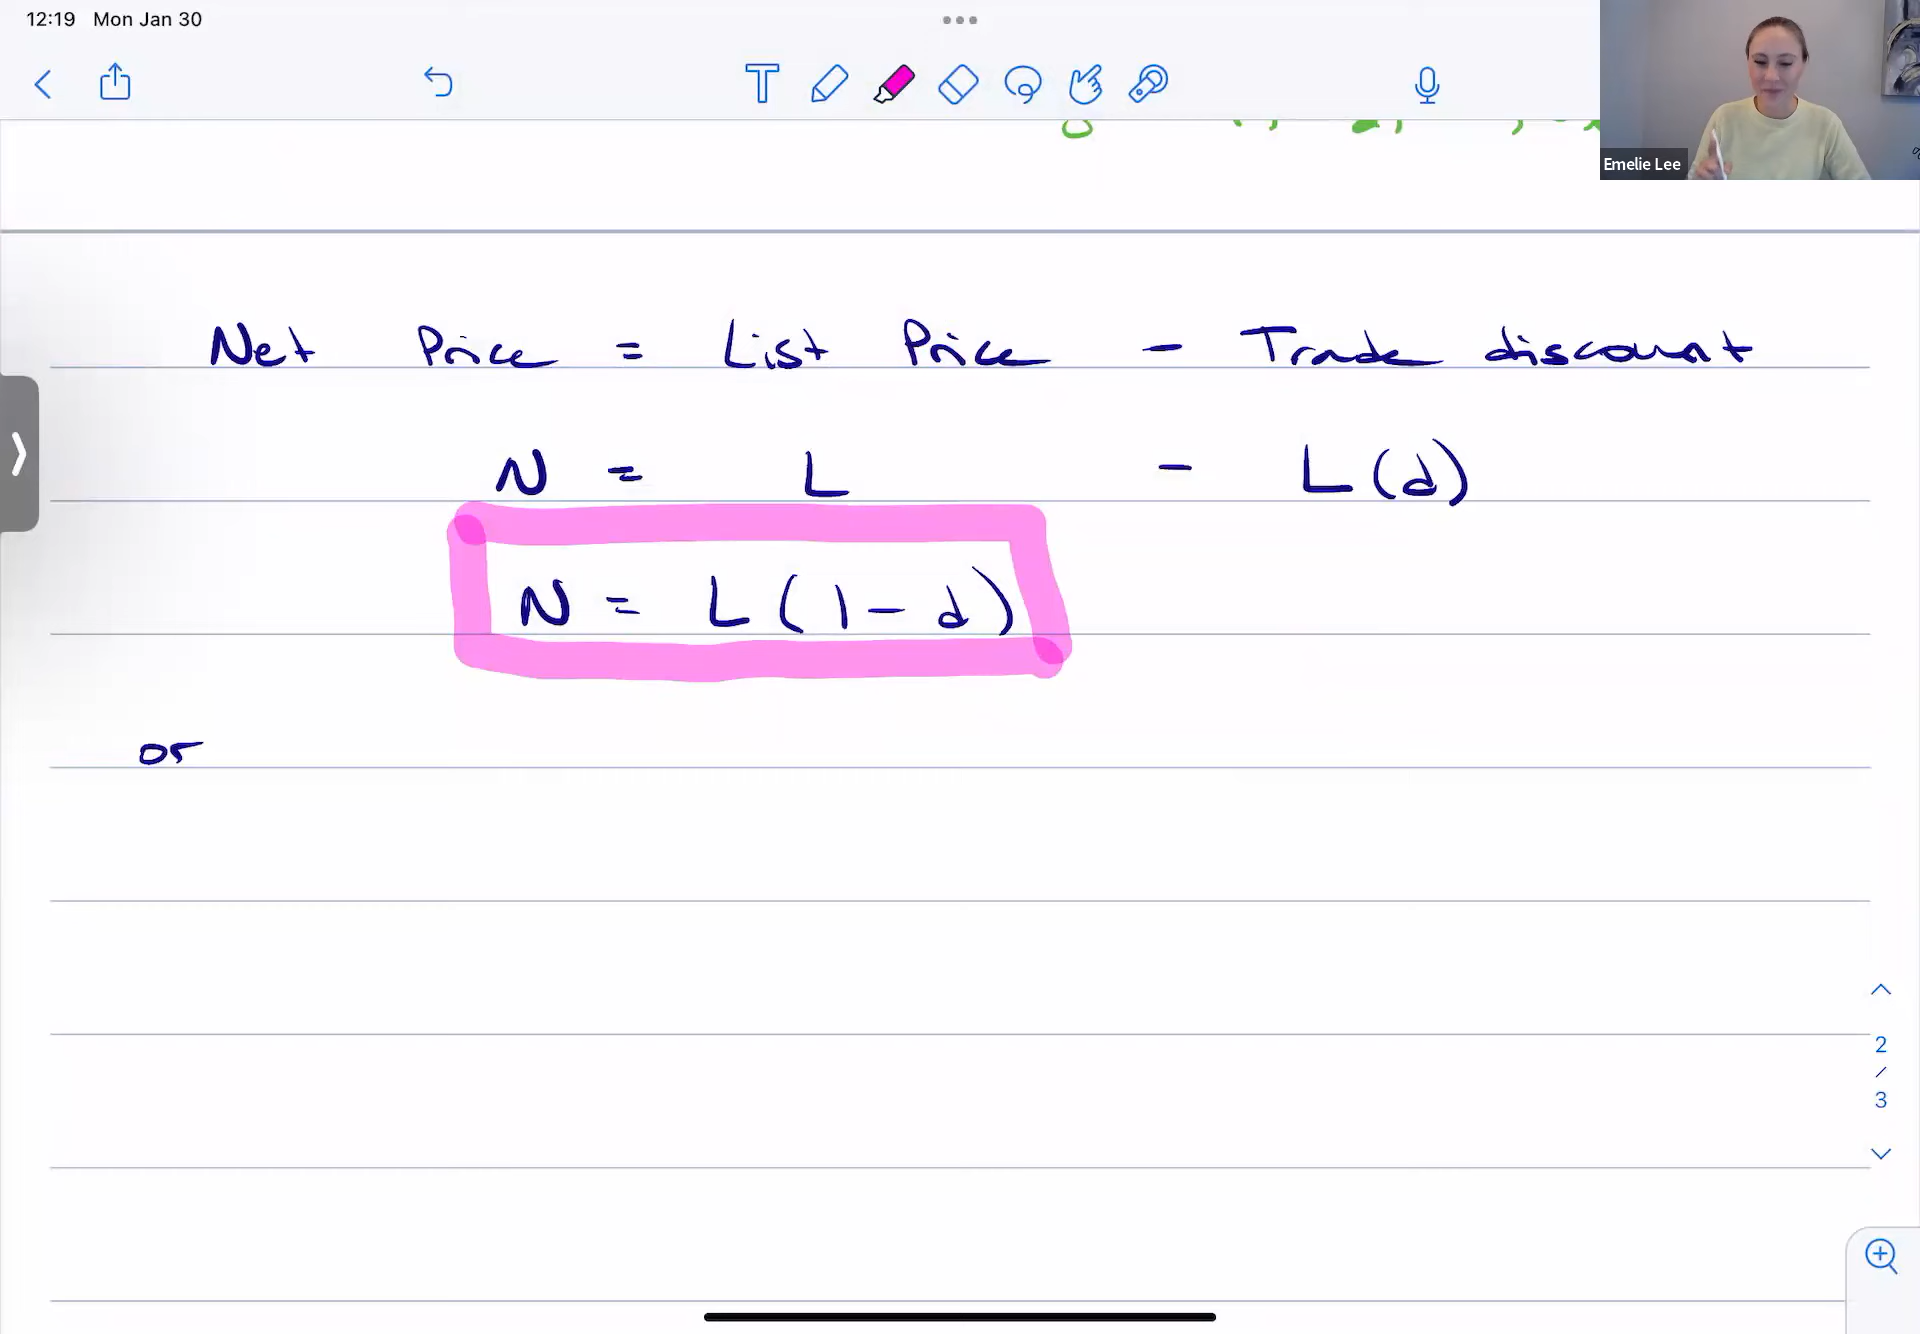 12:19 Mon Jan 30
T
Emelie Lee
Net Price = List Price - Trade discount
N = L - L(d)
N = L(1-d)
or
2
/
3